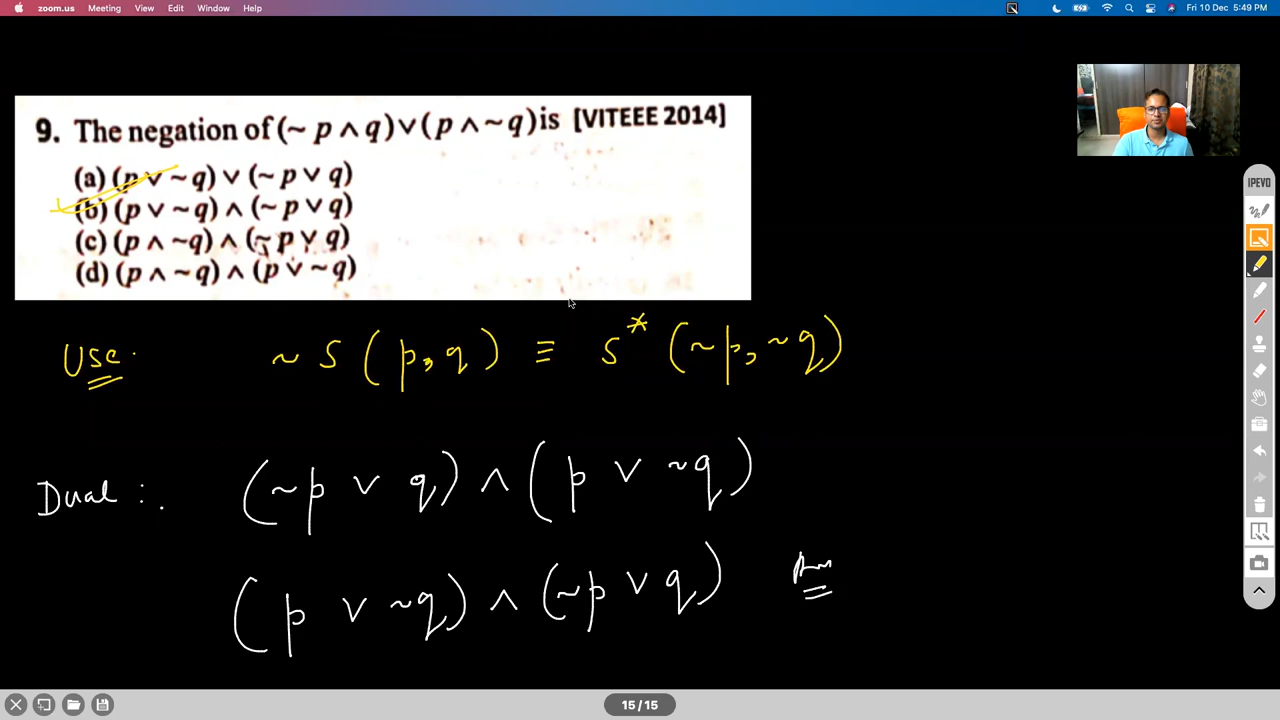 zoom.us Meeting View Edit Window Help Fri 10 Dec 5:49 PM
9. The negation of (~ p ∧ q) ∨ (p ∧ ~ q) is [VITEEE 2014]
(a) (p ∨ ~ q) ∨ (~ p ∨ q)
(b) (p ∨ ~ q) ∧ (~ p ∨ q)
(c) (p ∧ ~q) ∧ (~ p ∨ q)
(d) (p ∧ ~ q) ∧ (p ∨ ~ q)
IPEVO
Use: ~ S (p, q) ≡ S* (~p, ~q)
Dual :. (~p ∨ q) ∧ (p ∨ ~q)
(p ∨ ~q) ∧ (~p ∨ q) Ans
15 / 15